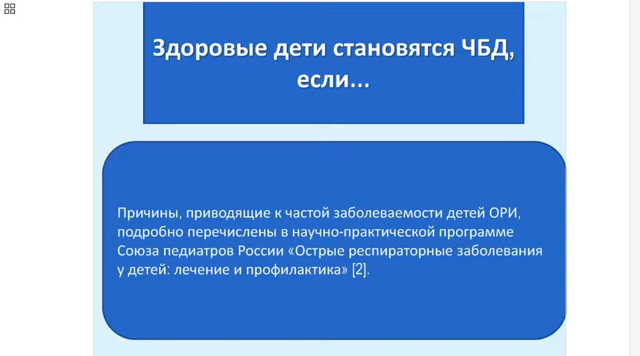 Здоровые дети становятся ЧБД,
если...
Причины, приводящие к частой заболеваемости детей ОРИ,
подробно перечислены в научно-практической программе
Союза педиатров России «Острые респираторные заболевания
у детей: лечение и профилактика» [2].